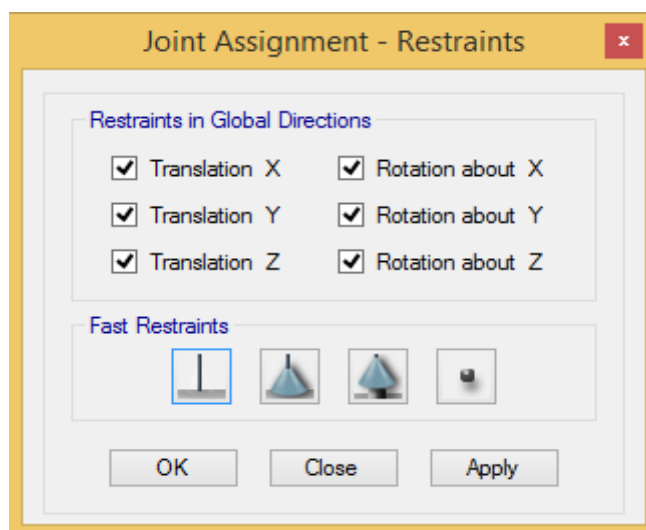 Joint Assignment - Restraints
x
Restraints in Global Directions
Translation X Rotation about X
Translation Y Rotation about Y
Translation Z Rotation about Z
Fast Restraints
OK Close Apply